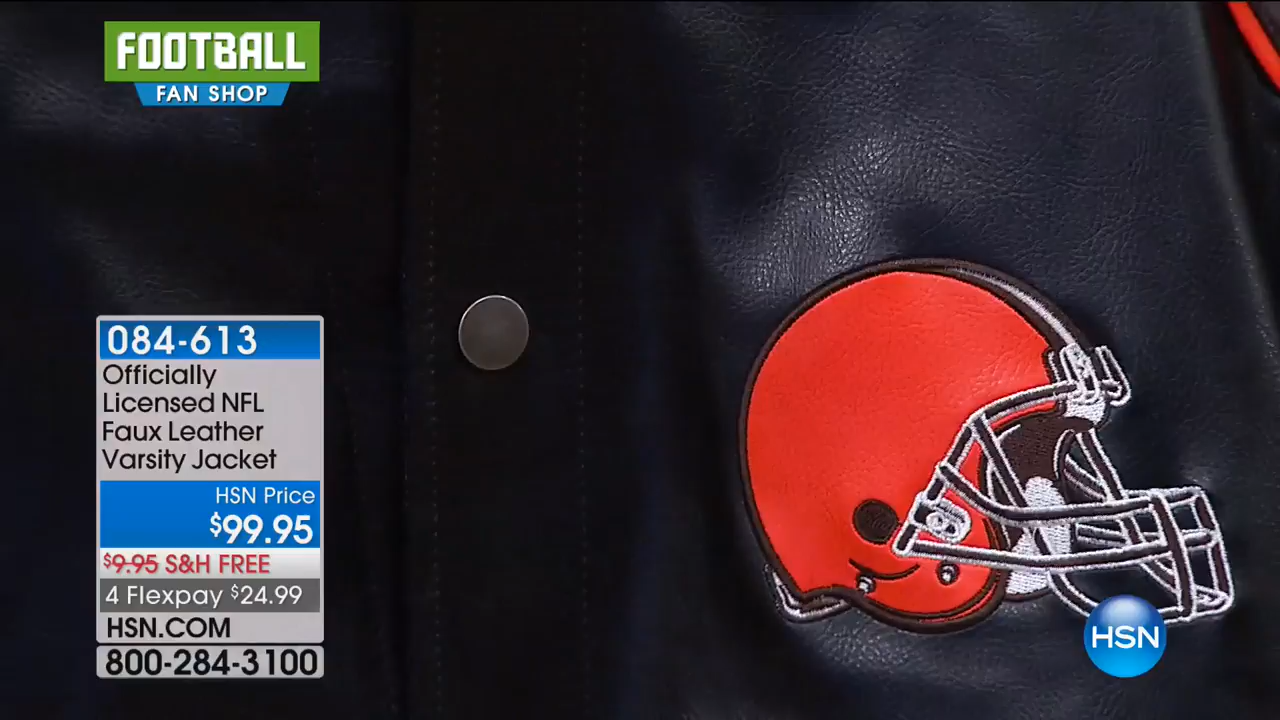 FOOTBALL
FAN SHOP
084-613
Officially
Licensed NFL
Faux Leather
Varsity Jacket
HSN Price
$99.95
$9.95 S&H FREE
4 Flexpay $24.99
HSN.COM
800-284-3100
HSN